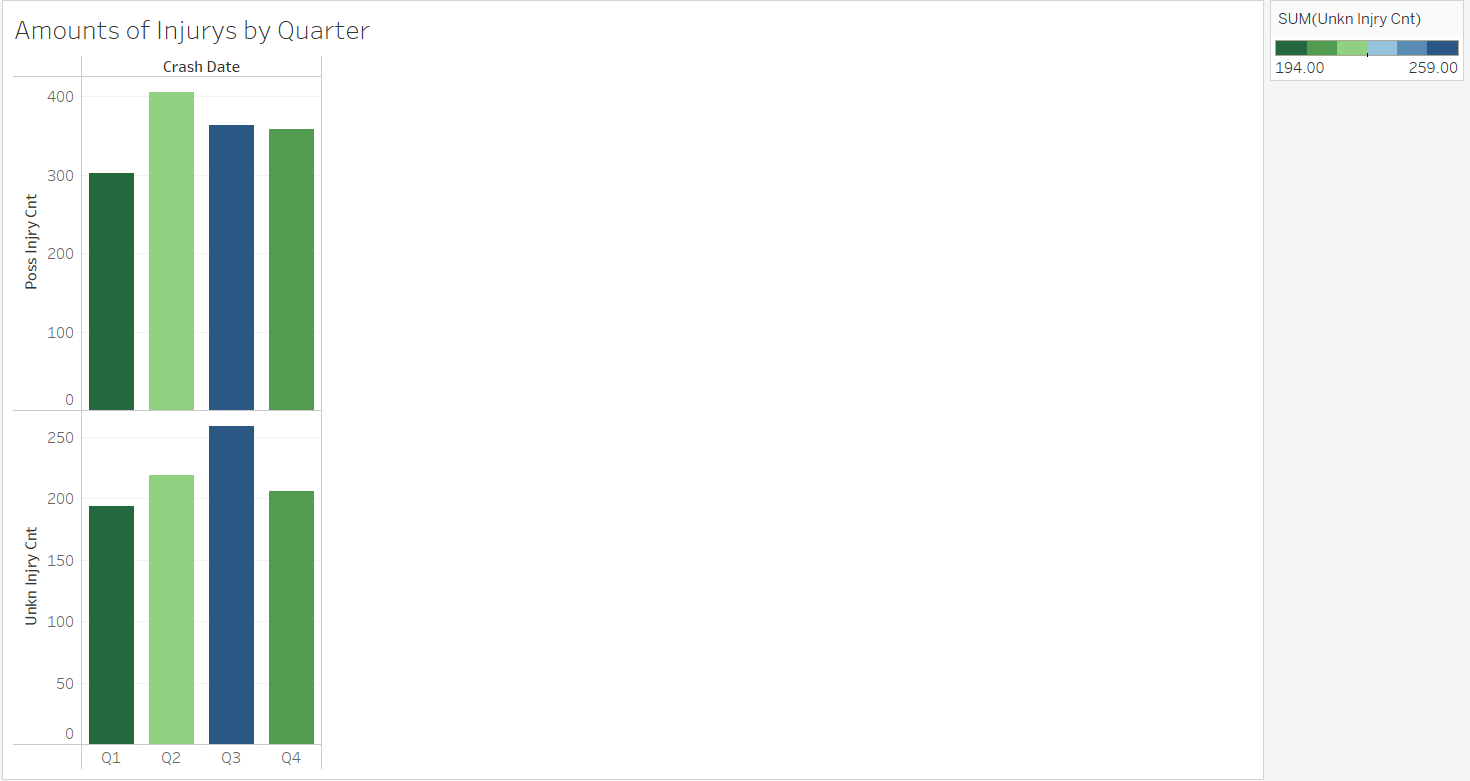 Amounts of Injurys by Quarter
Crash Date
Poss Injry Cnt
400
300
200
100
0
Unkn Injry Cnt
250
200
150
100
50
0
Q1 Q2 Q3 Q4
SUM(Unkn Injry Cnt)
194.00 259.00